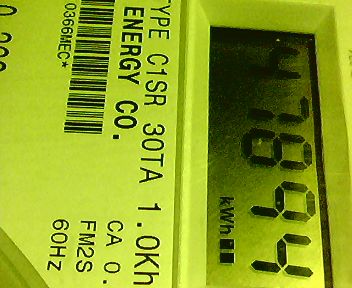 47894
kWh
TYPE C1SR 30TA 1.0Kh
ENERGY CO.
CA 0.
FM2S
60Hz
0366MEC*